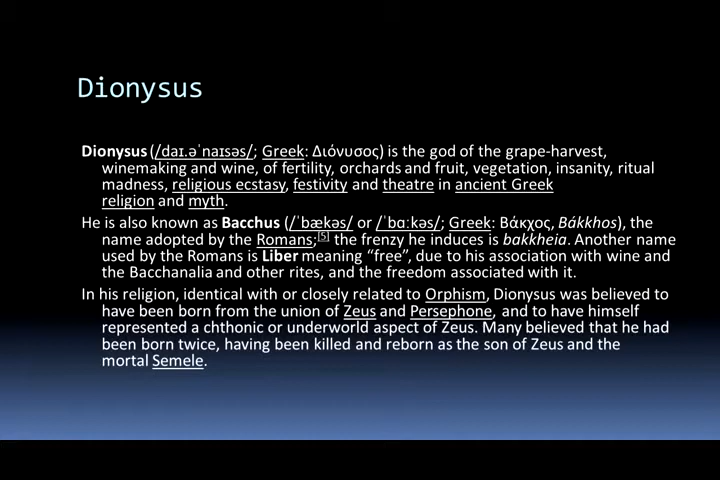 Dionysus
Dionysus (/daɪ.əˈnaɪsəs/; Greek: Διόνυσος) is the god of the grape-harvest,
winemaking and wine, of fertility, orchards and fruit, vegetation, insanity, ritual
madness, religious ecstasy, festivity and theatre in ancient Greek
religion and myth.
He is also known as Bacchus (/ˈbækəs/ or /ˈbɑːkəs/; Greek: Βάκχος, Bákkhos), the
name adopted by the Romans;[5] the frenzy he induces is bakkheia. Another name
used by the Romans is Liber meaning “free”, due to his association with wine and
the Bacchanalia and other rites, and the freedom associated with it.
In his religion, identical with or closely related to Orphism, Dionysus was believed to
have been born from the union of Zeus and Persephone, and to have himself
represented a chthonic or underworld aspect of Zeus. Many believed that he had
been born twice, having been killed and reborn as the son of Zeus and the
mortal Semele.